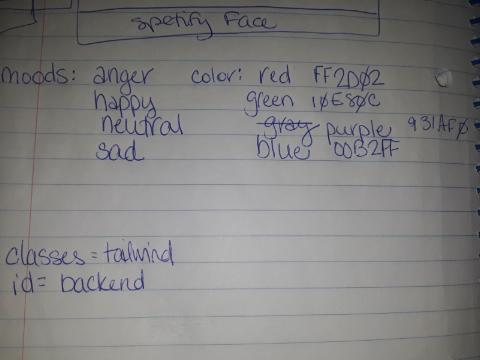 Spetify Face
moods: anger color: red FF2D02
happy green 10E80C
neutral gray purple 931AF0
sad blue 00B2FF
classes = tailwind
id= backend